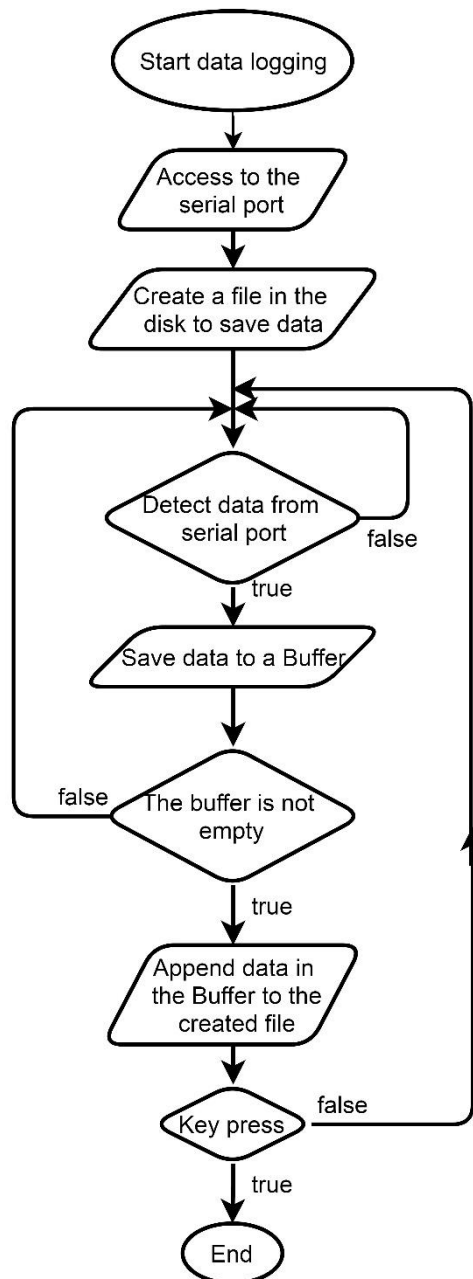 Start data logging
Access to the
serial port
Create a file in the
disk to save data
Detect data from
serial port
false
true
Save data to a Buffer
false
The buffer is not
empty
true
Append data in
the Buffer to the
created file
Key press
false
true
End